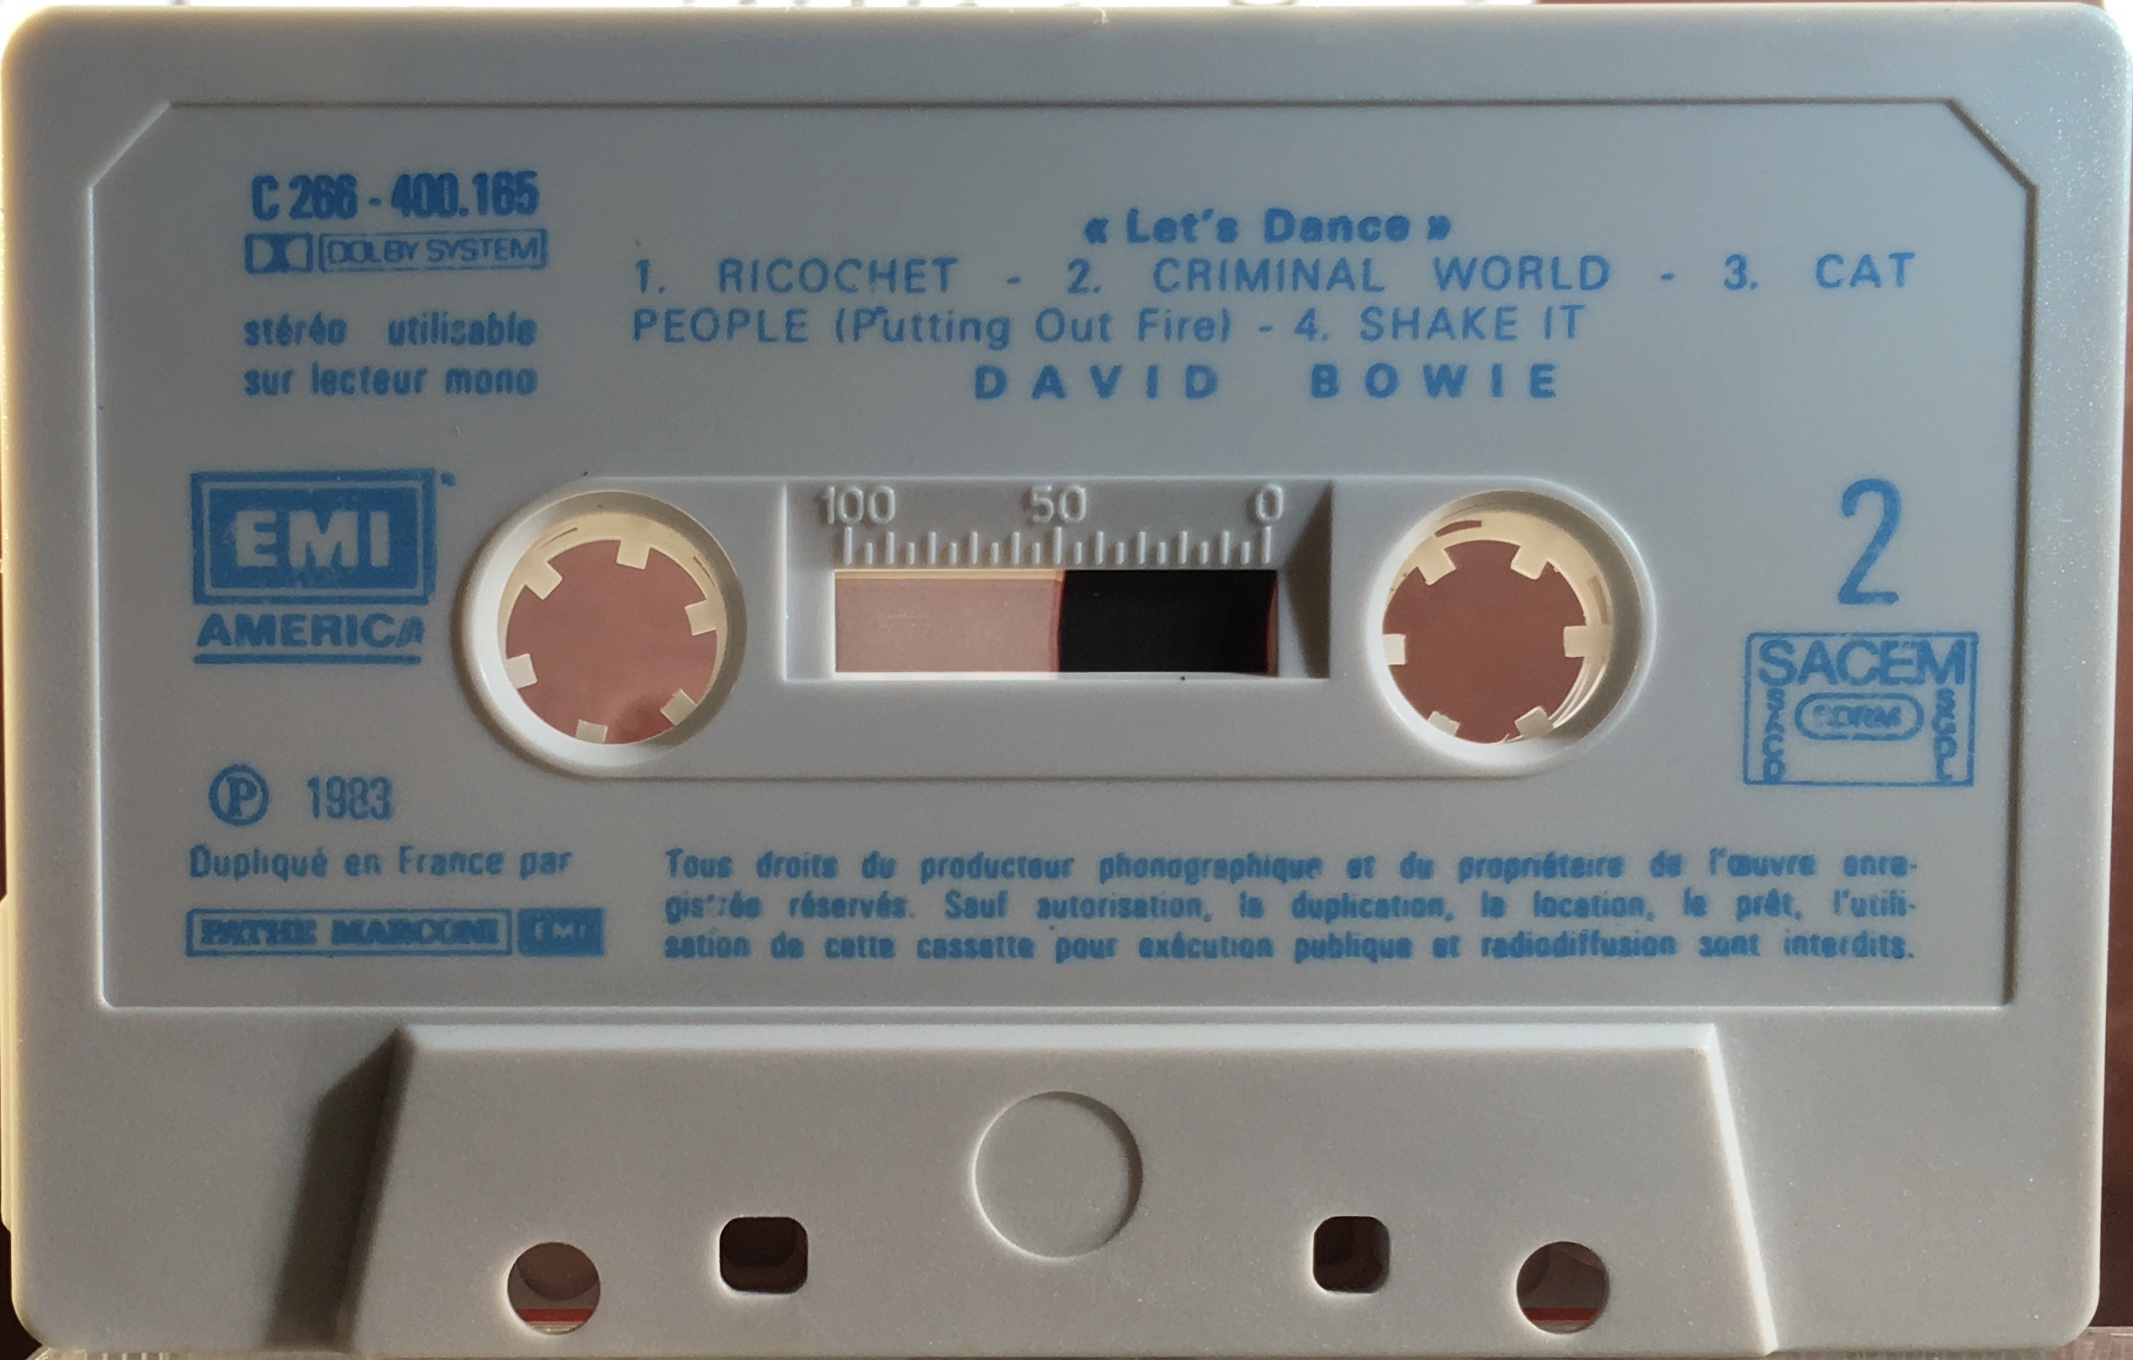 C 266 - 400.165
DOLBY SYSTEM
stéréo utilisable
sur lecteur mono
« Let's Dance »
1. RICOCHET - 2. CRIMINAL WORLD - 3. CAT
PEOPLE (Putting Out Fire) - 4. SHAKE IT
DAVID BOWIE
EMI
AMERICA
100 50 0
2
SACEM
SACD SDRM SGDL
Ⓟ 1983
Dupliqué en France par
PATHE MARCONI EMI
Tous droits du producteur phonographique et du propriétaire de l'œuvre enre-
gistrée réservés. Sauf autorisation, la duplication, la location, le prêt, l'utili-
sation de cette cassette pour exécution publique et radiodiffusion sont interdits.